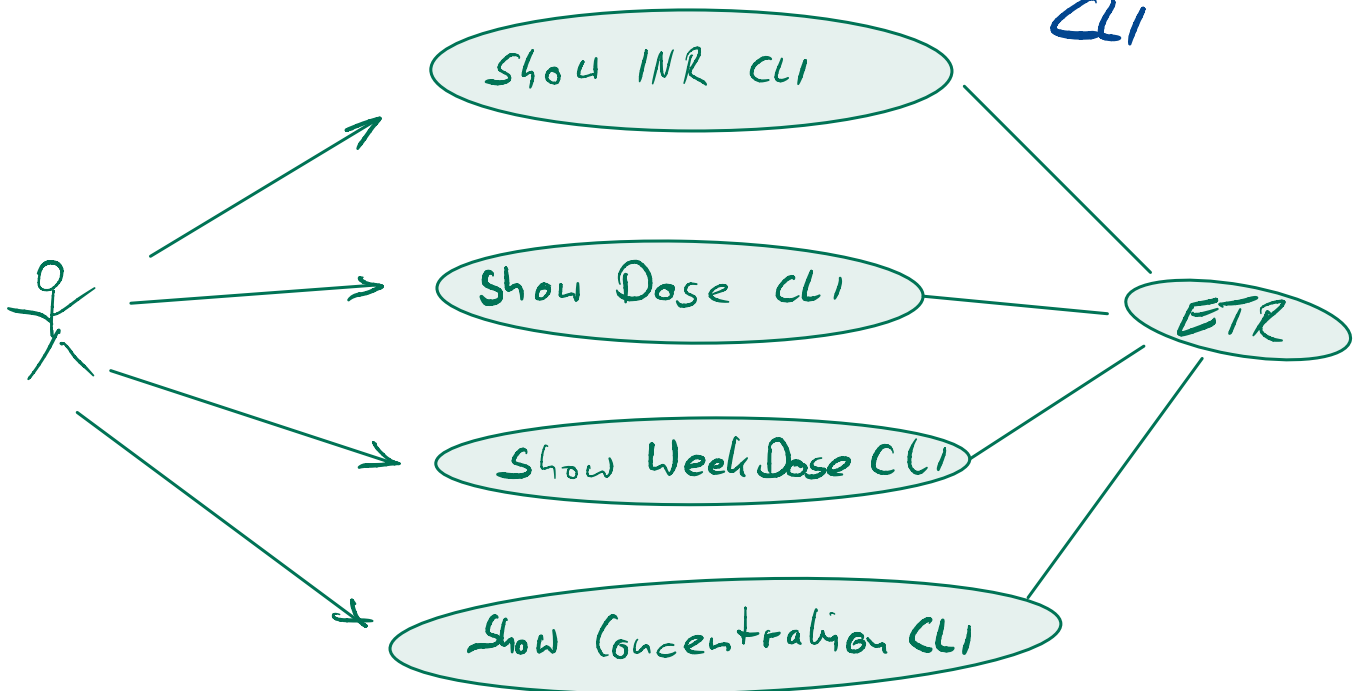 CLI
Show INR CLI
Show Dose CLI
ETR
Show WeekDose CLI
Show Concentration CLI